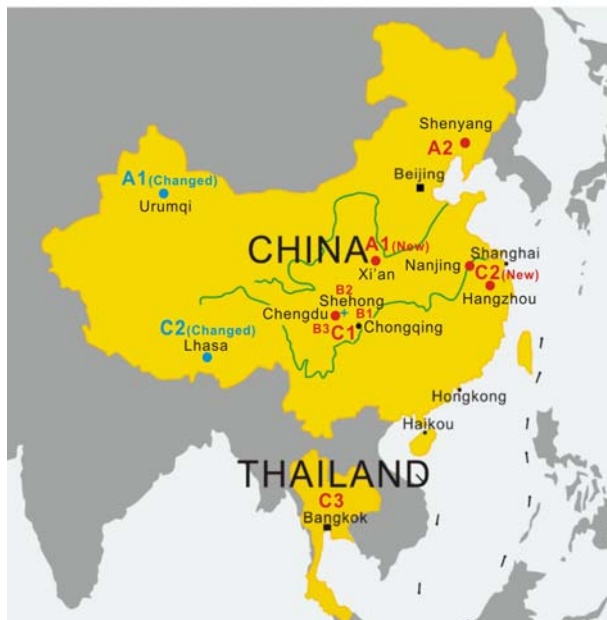 Shenyang
A2
Beijing
A1(Changed)
Urumqi
CHINA
A1(New)
Xi'an
Nanjing
Shanghai
C2(New)
Hangzhou
B2
Shehong
Chengdu
+
B1
B3
C1
Chongqing
C2(Changed)
Lhasa
Hongkong
Haikou
THAILAND
C3
Bangkok